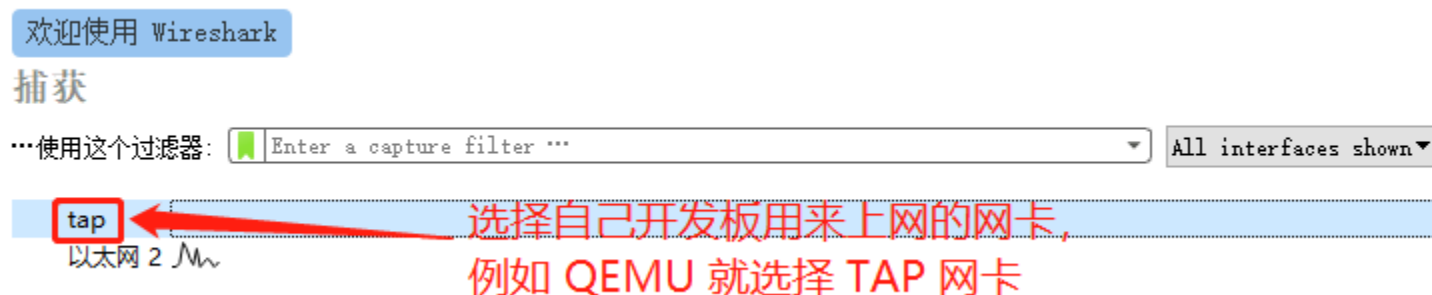 欢迎使用 Wireshark
捕获
…使用这个过滤器: Enter a capture filter … All interfaces shown
tap
选择自己开发板用来上网的网卡,
以太网 2
例如 QEMU 就选择 TAP 网卡